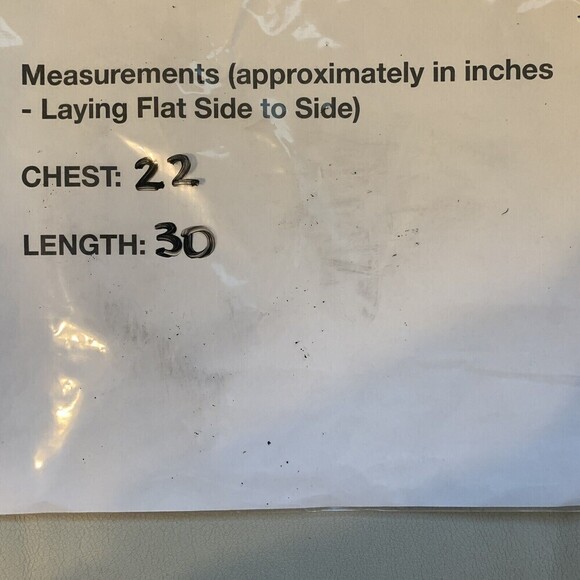 Measurements (approximately in inches
- Laying Flat Side to Side)
CHEST: 22
LENGTH: 30